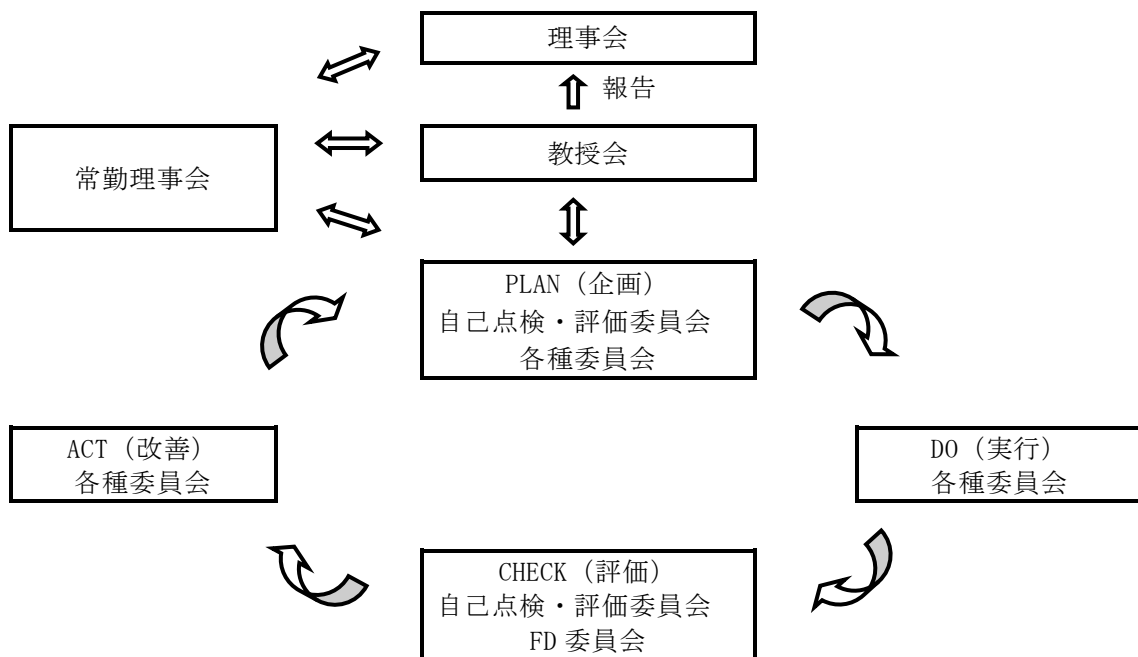 理事会
報告
教授会
常勤理事会
PLAN（企画）
自己点検・評価委員会
各種委員会
ACT（改善）
各種委員会
DO（実行）
各種委員会
CHECK（評価）
自己点検・評価委員会
FD 委員会